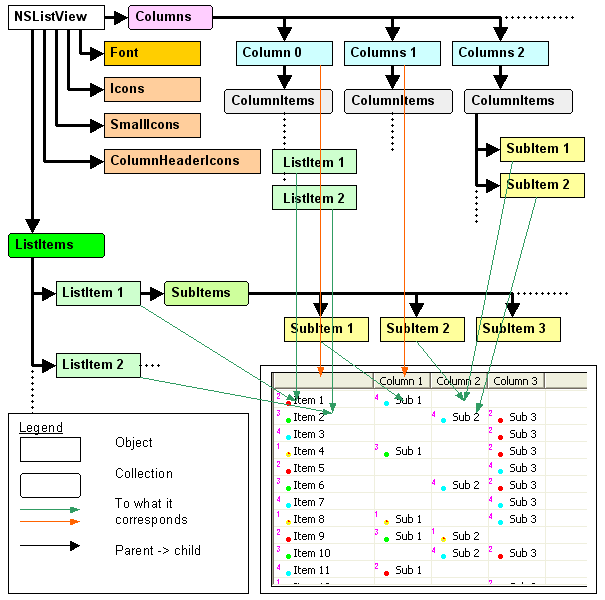 NSListView
Columns
Font
Column 0
Columns 1
Columns 2
Icons
ColumnItems
ColumnItems
ColumnItems
SmallIcons
ColumnHeaderIcons
ListItem 1
SubItem 1
ListItem 2
SubItem 2
ListItems
ListItem 1
SubItems
SubItem 1
SubItem 2
SubItem 3
ListItem 2
Column 1 Column 2 Column 3
2 Item 1 4 Sub 1
3 Item 2 4 Sub 2 2 Sub 3
4 Item 3 2 Sub 3
1 Item 4 3 Sub 1 2 Sub 3
2 Item 5 4 Sub 3
3 Item 6 4 Sub 2 2 Sub 3
4 Item 7 4 Sub 3
1 Item 8 1 Sub 1 4 Sub 3
2 Item 9 3 Sub 1 1 Sub 2
3 Item 10 4 Sub 2 2 Sub 3
4 Item 11 2 Sub 1
Legend
Object
Collection
To what it
corresponds
Parent -> child